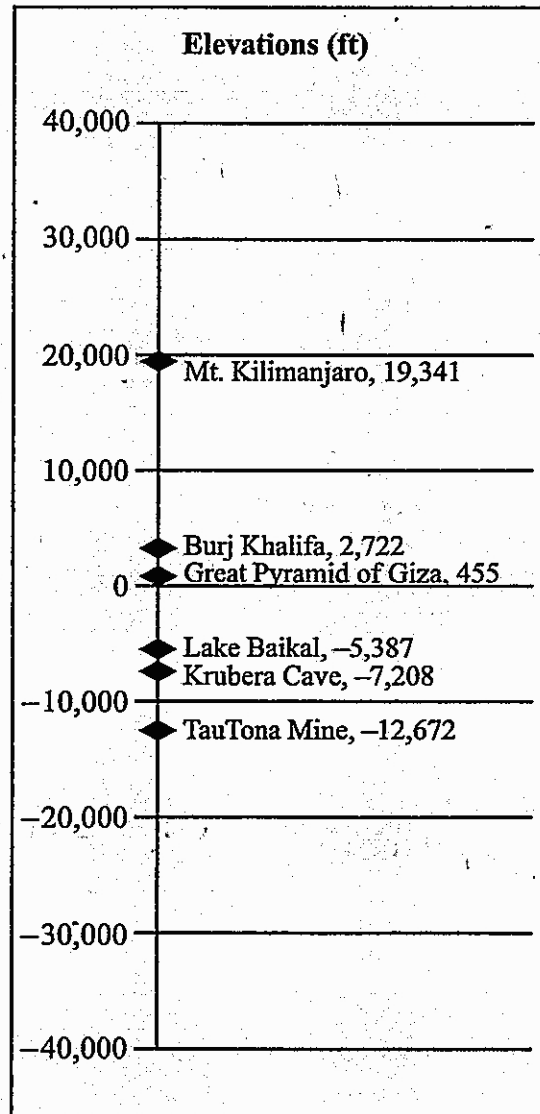 Elevations (ft)
40,000
30,000
20,000
Mt. Kilimanjaro, 19,341
10,000
Burj Khalifa, 2,722
Great Pyramid of Giza, 455
0
Lake Baikal, –5,387
Krubera Cave, –7,208
–10,000
TauTona Mine, –12,672
–20,000
–30,000
–40,000